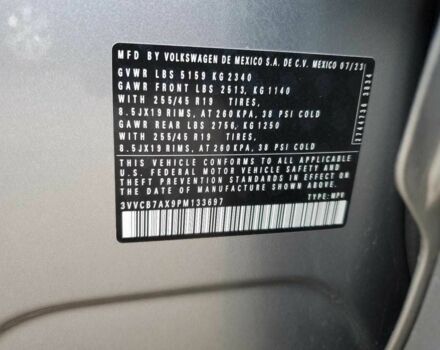 MFD BY VOLKSWAGEN DE MEXICO S.A. DE C.V. MEXICO 07/23
GVWR LBS 5159 KG 2340
GAWR FRONT LBS 2513, KG 1140
WITH 255/45 R19 TIRES,
8.5JX19 RIMS, AT 260 KPA, 38 PSI COLD
GAWR REAR LBS 2756, KG 1250
WITH 255/45 R19 TIRES,
8.5JX19 RIMS, AT 260 KPA, 38 PSI COLD
THIS VEHICLE CONFORMS TO ALL APPLICABLE
U.S. FEDERAL MOTOR VEHICLE SAFETY AND
THEFT PREVENTION STANDARDS IN EFFECT ON
THE DATE OF MANUFACTURE SHOWN ABOVE.
3VVCB7AX9PM133697 TYPE: MPV